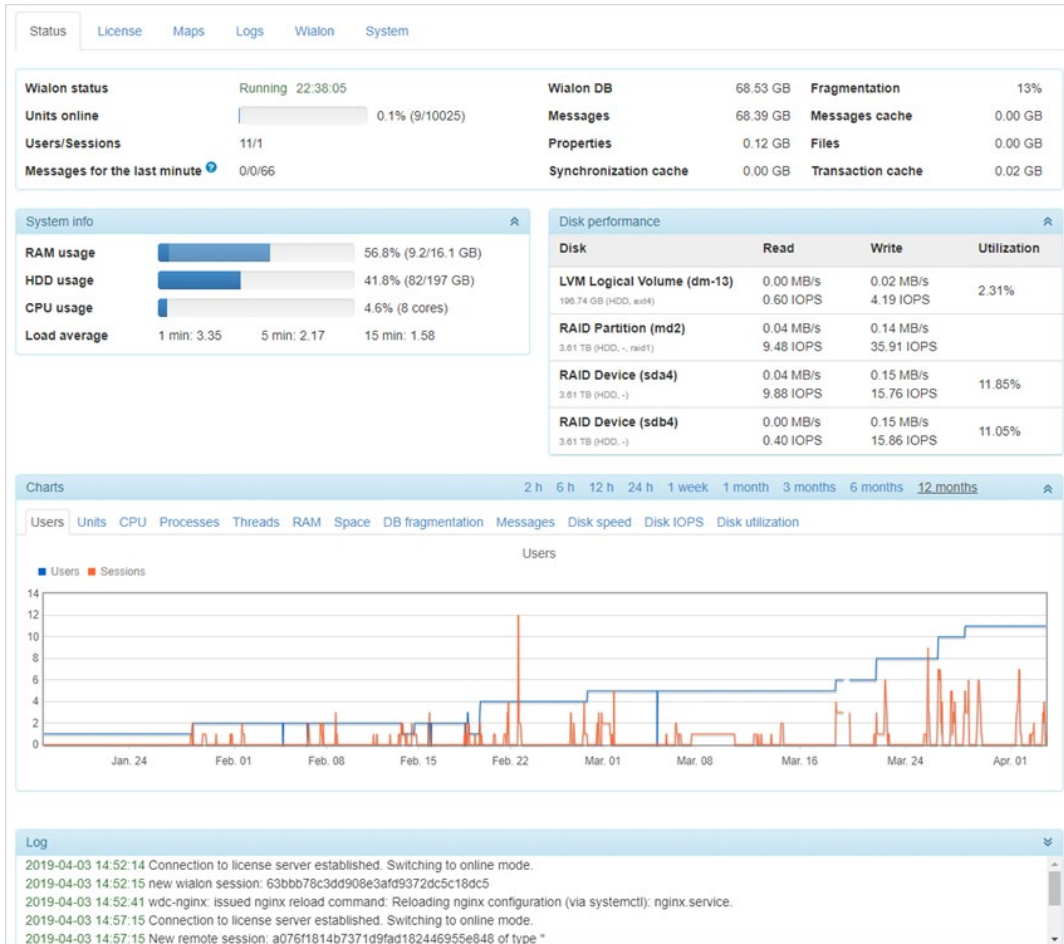 Status License Maps Logs Wialon System
Wialon status Running 22:38:05 Wialon DB 68.53 GB Fragmentation 13%
Units online 0.1% (9/10025) Messages 68.39 GB Messages cache 0.00 GB
Users/Sessions 11/1 Properties 0.12 GB Files 0.00 GB
Messages for the last minute ? 0/0/66 Synchronization cache 0.00 GB Transaction cache 0.02 GB
System info
RAM usage 56.8% (9.2/16.1 GB)
HDD usage 41.8% (82/197 GB)
CPU usage 4.6% (8 cores)
Load average 1 min: 3.35 5 min: 2.17 15 min: 1.58
Disk performance
Disk Read Write Utilization
LVM Logical Volume (dm-13) 0.00 MB/s 0.02 MB/s 2.31%
196.74 GB (HDD, ext4) 0.60 IOPS 4.19 IOPS
RAID Partition (md2) 0.04 MB/s 0.14 MB/s
3.61 TB (HDD, -, raid1) 9.48 IOPS 35.91 IOPS
RAID Device (sda4) 0.04 MB/s 0.15 MB/s 11.85%
3.61 TB (HDD, -) 9.88 IOPS 15.76 IOPS
RAID Device (sdb4) 0.00 MB/s 0.15 MB/s 11.05%
3.61 TB (HDD, -) 0.40 IOPS 15.86 IOPS
Charts 2 h 6 h 12 h 24 h 1 week 1 month 3 months 6 months 12 months
Users Units CPU Processes Threads RAM Space DB fragmentation Messages Disk speed Disk IOPS Disk utilization
Users
Users Sessions
14
12
10
8
6
4
2
0
Jan. 24 Feb. 01 Feb. 08 Feb. 15 Feb. 22 Mar. 01 Mar. 08 Mar. 16 Mar. 24 Apr. 01
Log
2019-04-03 14:52:14 Connection to license server established. Switching to online mode.
2019-04-03 14:52:15 new wialon session: 63bbb78c3dd908e3afd9372dc5c18dc5
2019-04-03 14:52:41 wdc-nginx: issued nginx reload command: Reloading nginx configuration (via systemctl): nginx.service.
2019-04-03 14:57:15 Connection to license server established. Switching to online mode.
2019-04-03 14:57:15 New remote session: a076f1814b7371d9fad182446955e848 of type "